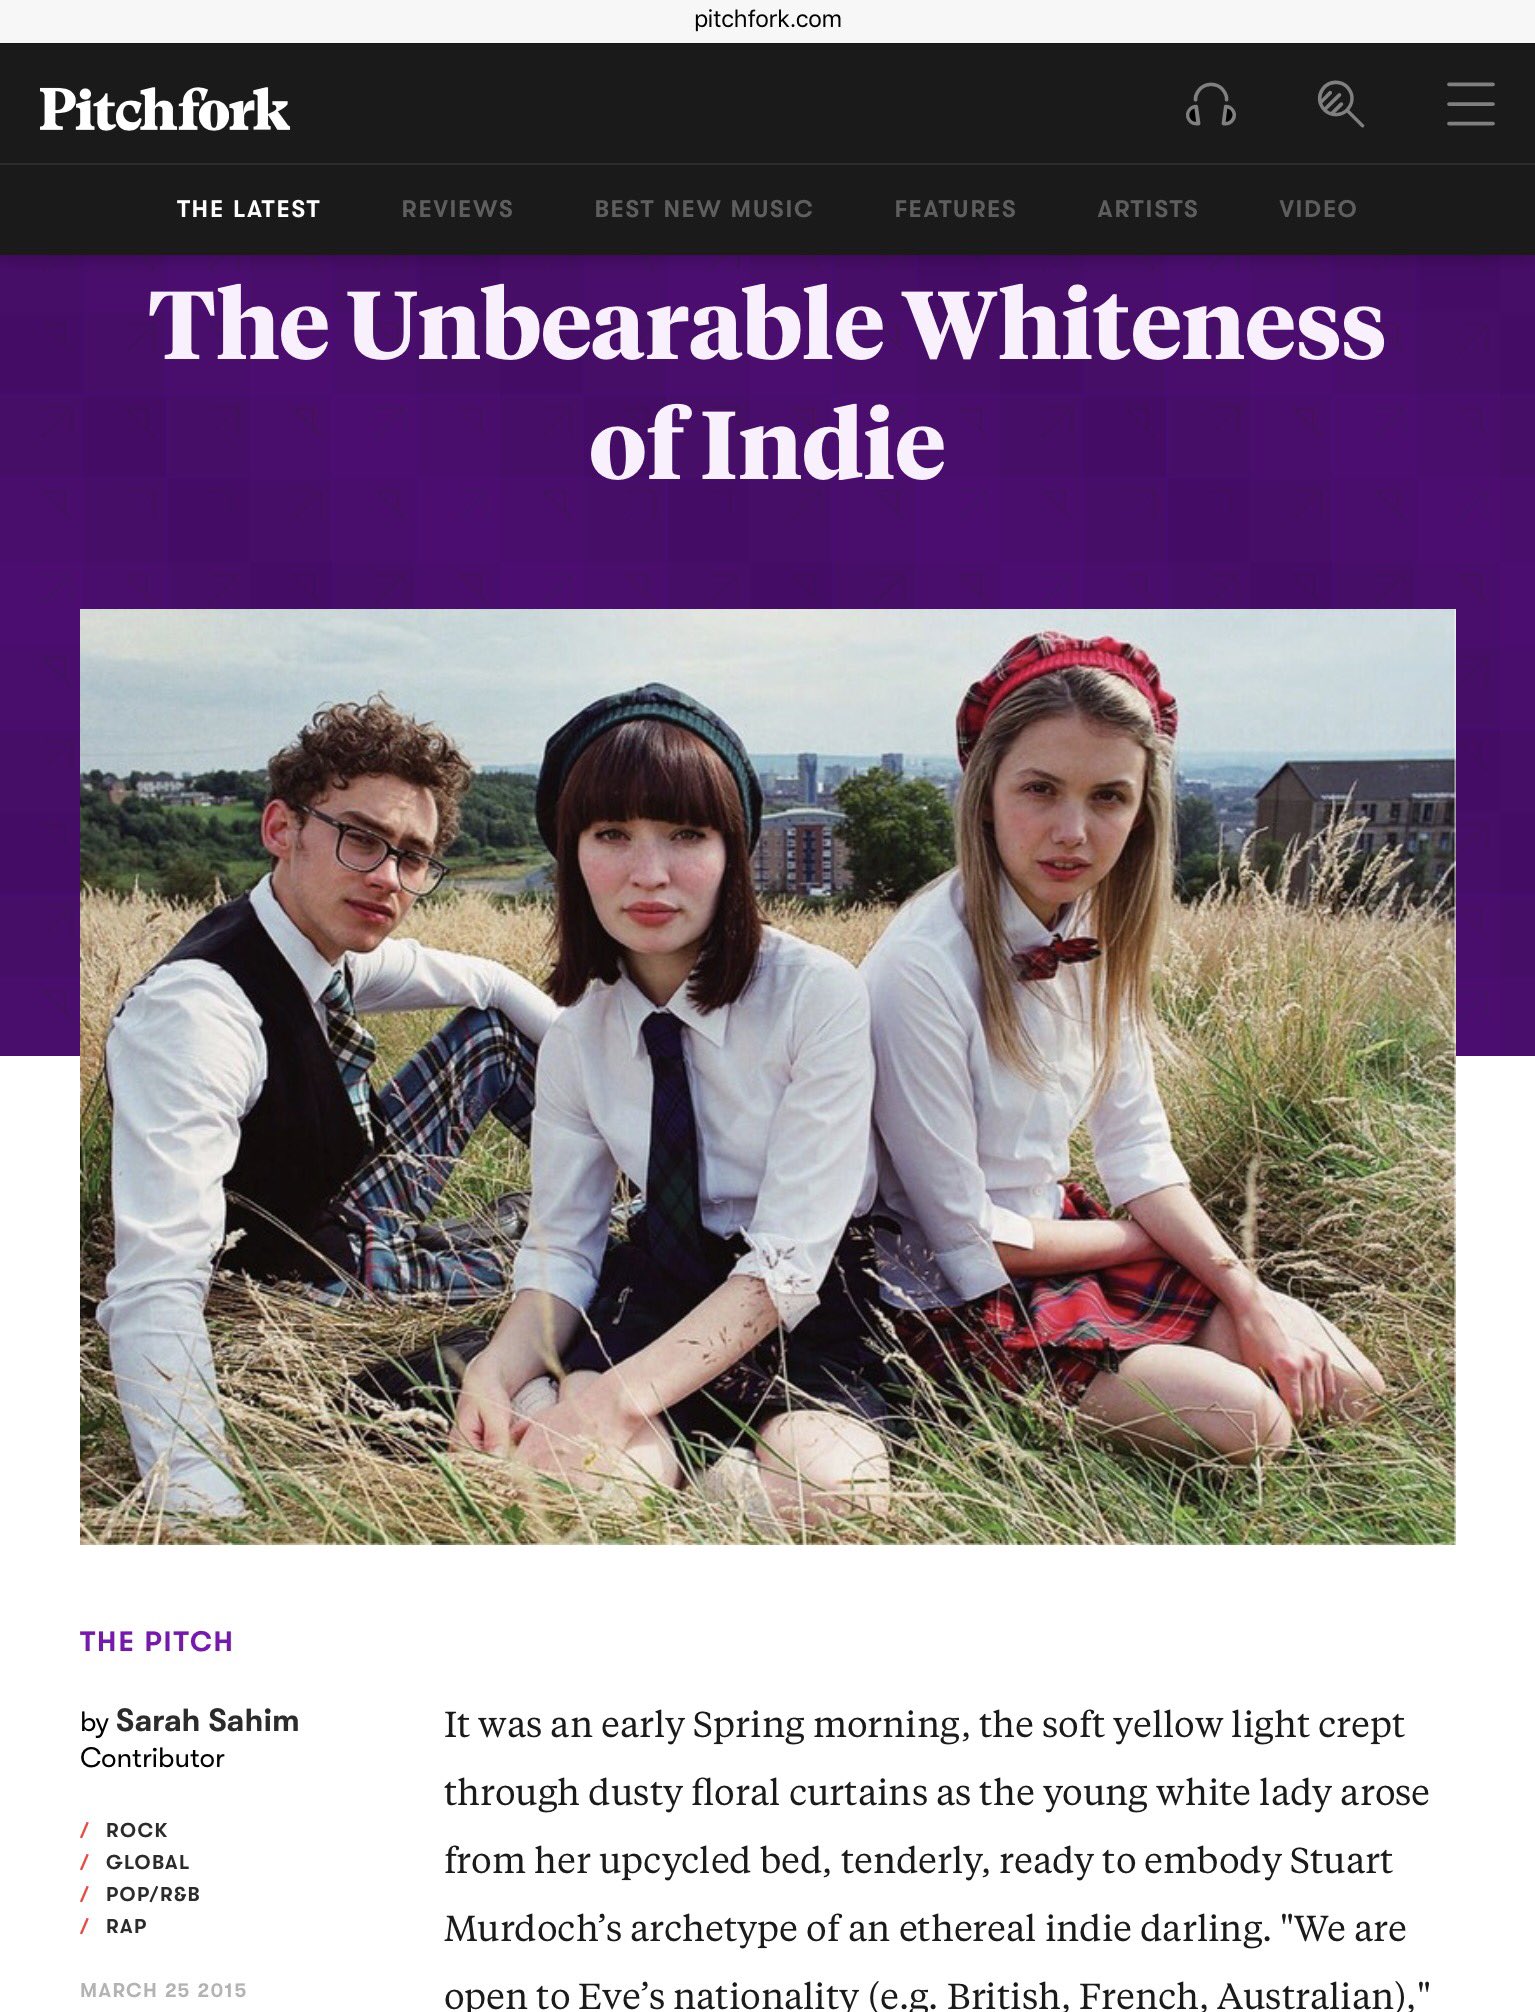 pitchfork.com
Pitchfork
THE LATEST REVIEWS BEST NEW MUSIC FEATURES ARTISTS VIDEO
The Unbearable Whiteness
of Indie
THE PITCH
by Sarah Sahim
Contributor
/ ROCK
/ GLOBAL
/ POP/R&B
/ RAP
MARCH 25 2015
It was an early Spring morning, the soft yellow light crept
through dusty floral curtains as the young white lady arose
from her upcycled bed, tenderly, ready to embody Stuart
Murdoch’s archetype of an ethereal indie darling. "We are
open to Eve’s nationality (e.g. British, French, Australian),"